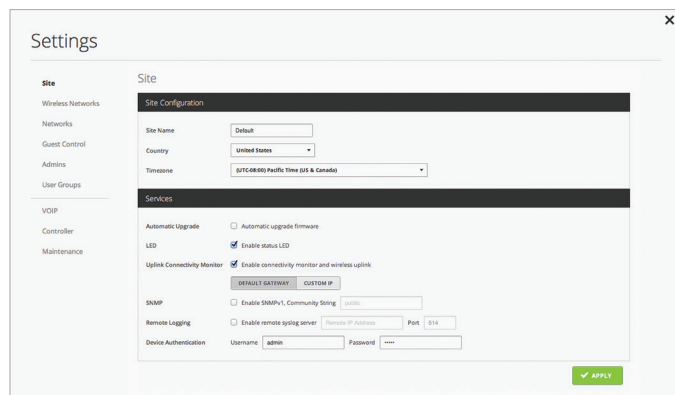 Settings
Site
Wireless Networks
Networks
Guest Control
Admins
User Groups
VOIP
Controller
Maintenance
Site
Site Configuration
Site Name Default
Country United States
Timezone (UTC-08:00) Pacific Time (US & Canada)
Services
Automatic Upgrade Automatic upgrade firmware
LED Enable status LED
Uplink Connectivity Monitor Enable connectivity monitor and wireless uplink
DEFAULT GATEWAY CUSTOM IP
SNMP Enable SNMPv1, Community String public
Remote Logging Enable remote syslog server Remote IP Address Port 514
Device Authentication Username admin Password •••••
APPLY